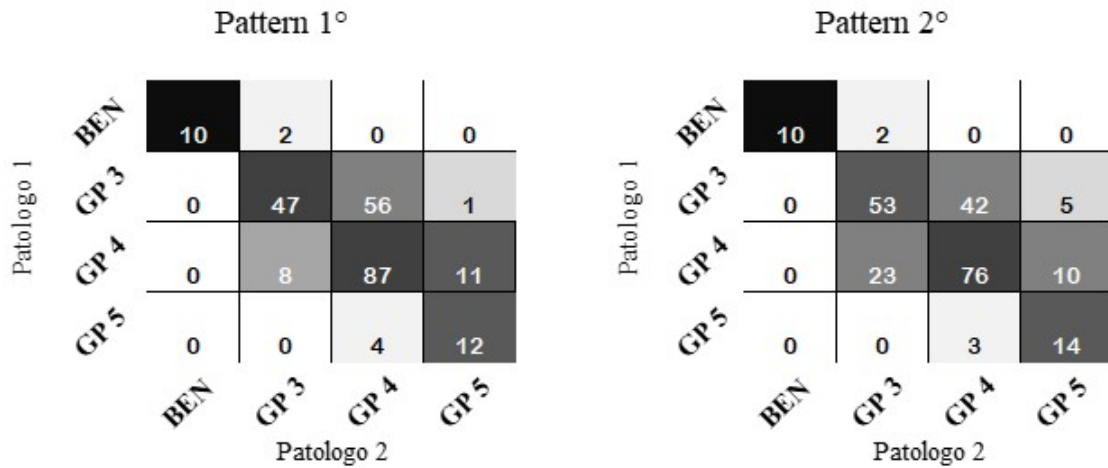 Pattern 1°
BEN 10 2 0 0
GP 3 0 47 56 1
GP 4 0 8 87 11
GP 5 0 0 4 12
BEN GP 3 GP 4 GP 5
Patologo 1
Patologo 2
Pattern 2°
BEN 10 2 0 0
GP 3 0 53 42 5
GP 4 0 23 76 10
GP 5 0 0 3 14
BEN GP 3 GP 4 GP 5
Patologo 1
Patologo 2